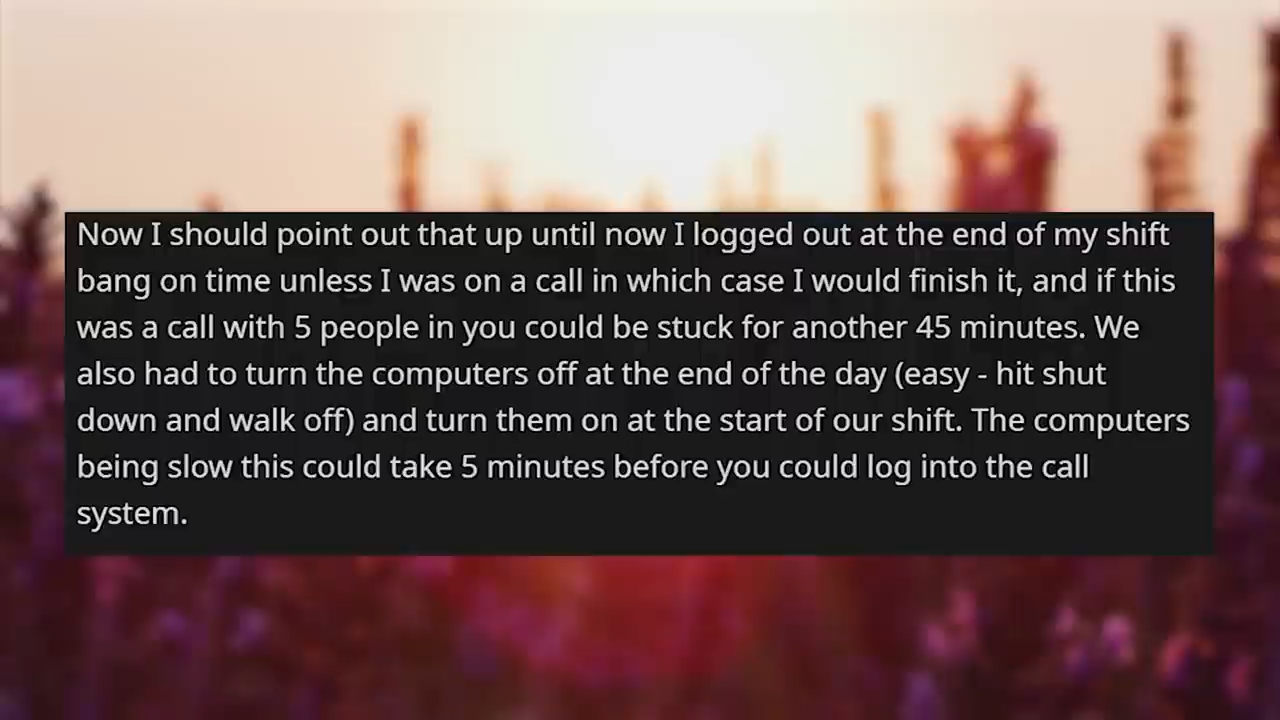 Now I should point out that up until now I logged out at the end of my shift
bang on time unless I was on a call in which case I would finish it, and if this
was a call with 5 people in you could be stuck for another 45 minutes. We
also had to turn the computers off at the end of the day (easy - hit shut
down and walk off) and turn them on at the start of our shift. The computers
being slow this could take 5 minutes before you could log into the call
system.